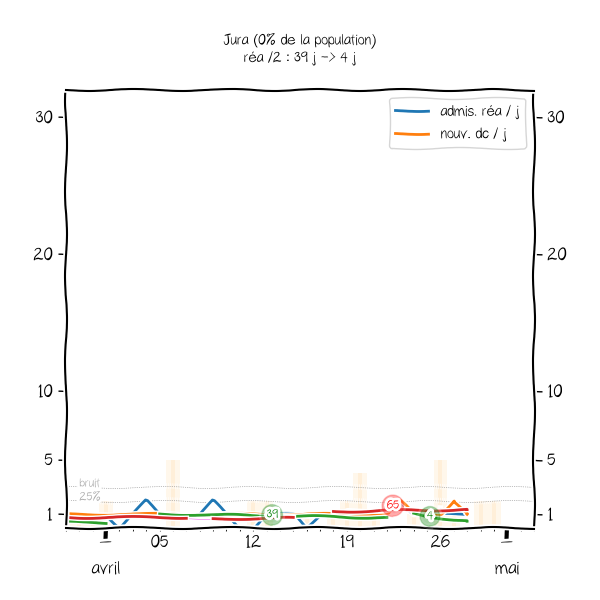 Jura (0% de la population)
réa /2 : 39 j -> 4 j
admis. réa / j
nouv. dc / j
30
30
20
20
10
10
5
5
bruit
25%
1
1
39
65
4
05
12
19
26
avril
mai